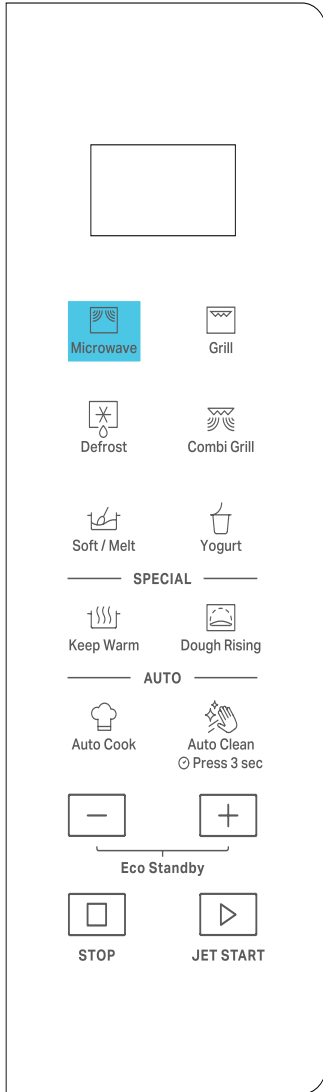 Microwave
Grill
Defrost
Combi Grill
Soft / Melt
Yogurt
SPECIAL
Keep Warm
Dough Rising
AUTO
Auto Cook
Auto Clean
Press 3 sec
Eco Standby
STOP
JET START